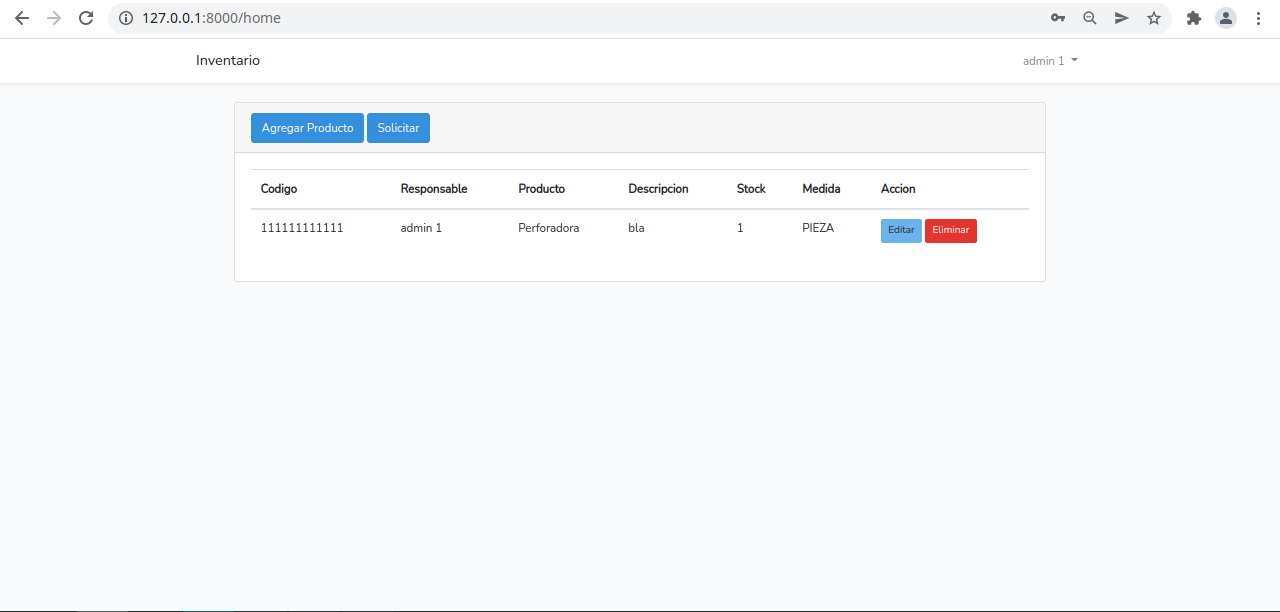 127.0.0.1:8000/home
Inventario admin 1
Agregar Producto Solicitar
Codigo Responsable Producto Descripcion Stock Medida Accion
111111111111 admin 1 Perforadora bla 1 PIEZA Editar Eliminar